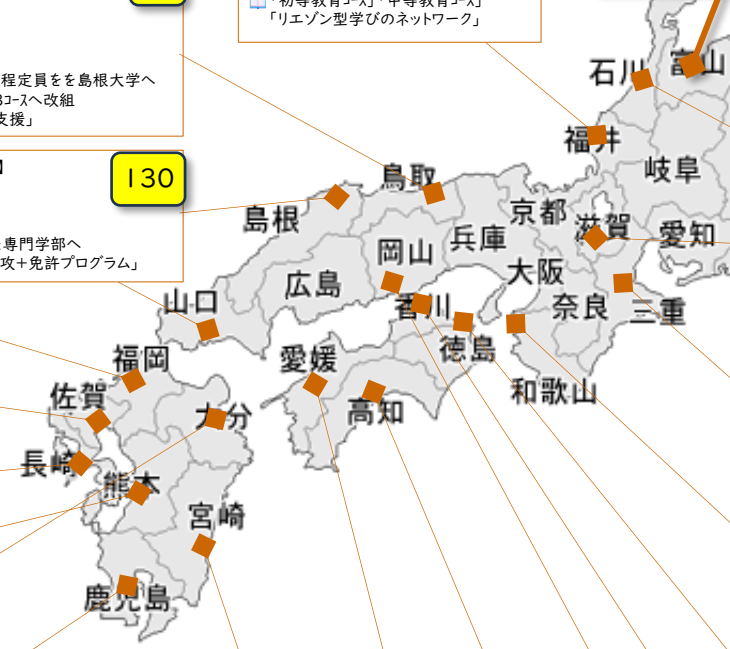 「初等教育コース」「中等教育コース」
「リエゾン型学びのネットワーク」
程定員をを島根大学へ
コースへ改組
支援」
130
専門学部へ
攻+免許プログラム」
石川
富山
福井
岐阜
鳥取
島根
京都
滋賀
愛知
兵庫
岡山
大阪
広島
奈良
三重
香川
山口
徳島
福岡
愛媛
和歌山
佐賀
高知
大分
長崎
熊本
宮崎
鹿児島